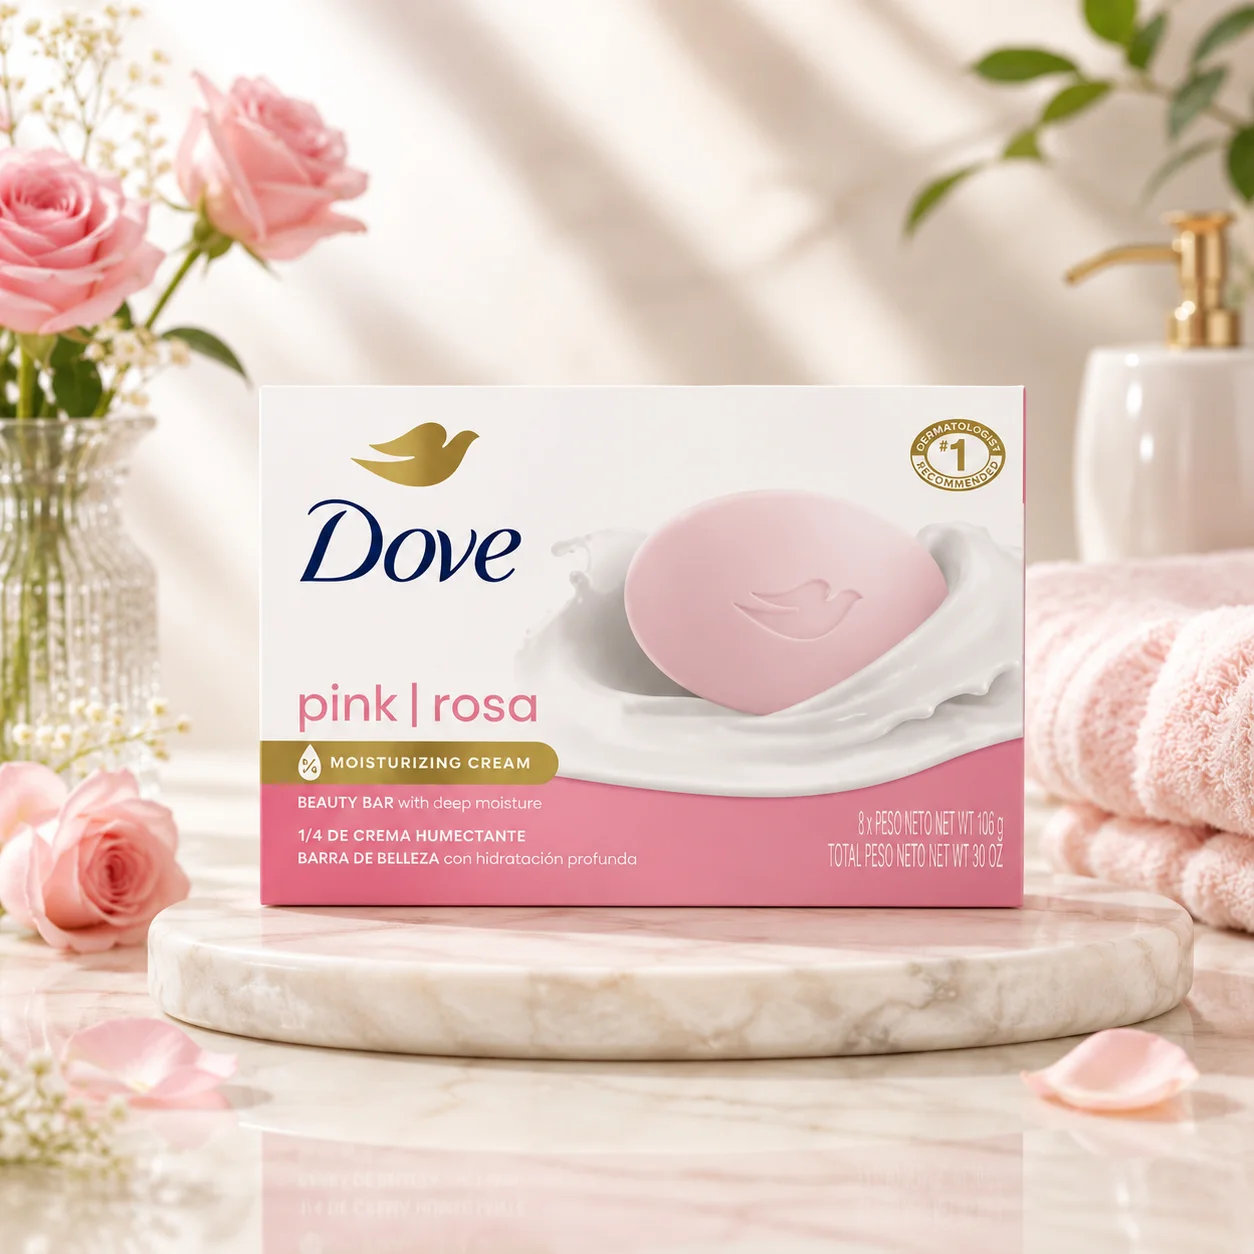 Dove
DERMATOLOGIST
#1
RECOMMENDED
pink | rosa
MOISTURIZING CREAM
BEAUTY BAR with deep moisture
1/4 DE CREMA HUMECTANTE
BARRA DE BELLEZA con hidratación profunda
8 x PESO NETO NET WT 106 g
TOTAL PESO NETO NET WT 30 OZ